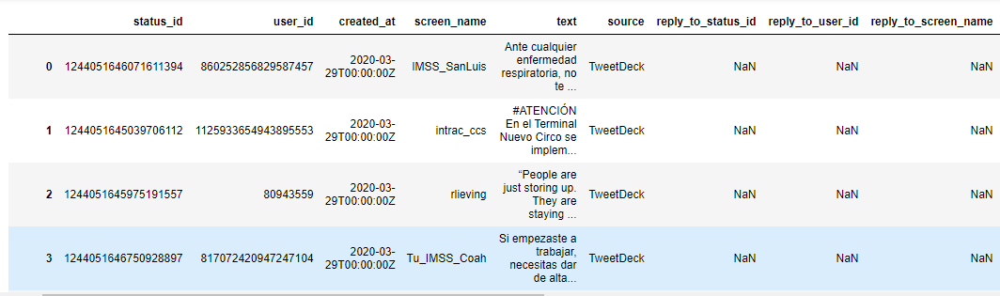 status_id user_id created_at screen_name text source reply_to_status_id reply_to_user_id reply_to_screen_name
0 1244051646071611394 860252856829587457 2020-03-29T00:00:00Z IMSS_SanLuis Ante cualquier enfermedad respiratoria, no te ... TweetDeck NaN NaN NaN
1 1244051645039706112 1125933654943895553 2020-03-29T00:00:00Z intrac_ccs #ATENCIÓN En el Terminal Nuevo Circo se implem... TweetDeck NaN NaN NaN
2 1244051645975191557 80943559 2020-03-29T00:00:00Z rlieving “People are just storing up. They are staying ... TweetDeck NaN NaN NaN
3 1244051646750928897 817072420947247104 2020-03-29T00:00:00Z Tu_IMSS_Coah Si empezaste a trabajar, necesitas dar de alta... TweetDeck NaN NaN NaN